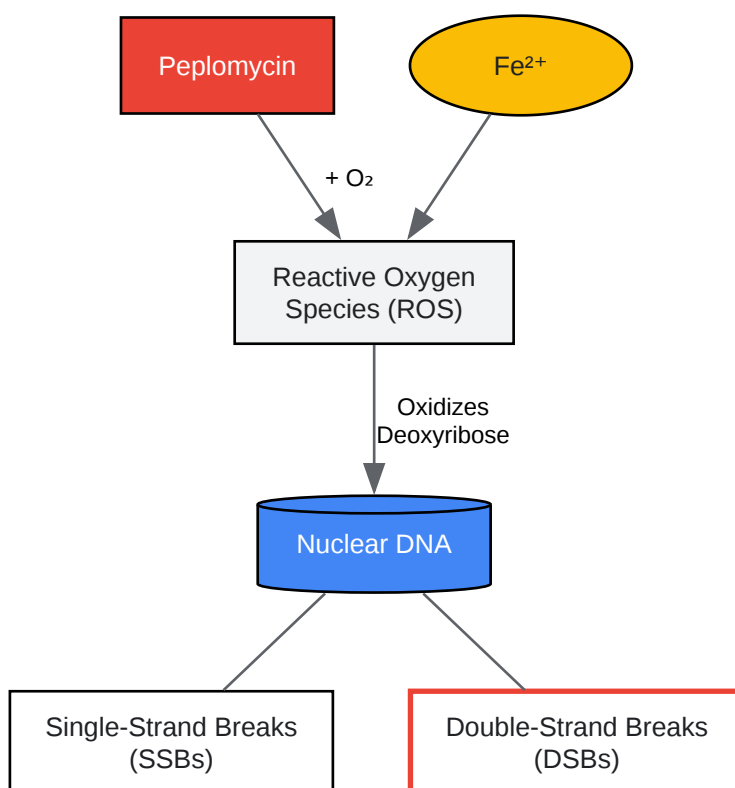 Peplomycin
Fe²⁺
+ O₂
Reactive Oxygen
Species (ROS)
Oxidizes
Deoxyribose
Nuclear DNA
Single-Strand Breaks
(SSBs)
Double-Strand Breaks
(DSBs)